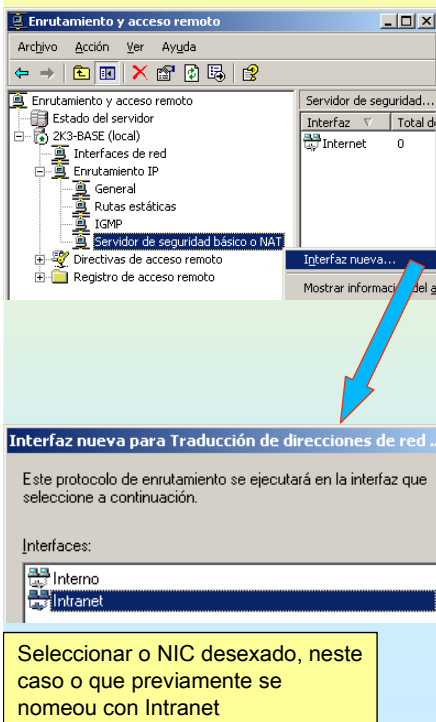 Enrutamiento y acceso remoto
Archivo Acción Ver Ayuda
Enrutamiento y acceso remoto
Estado del servidor
2K3-BASE (local)
Interfaces de red
Enrutamiento IP
General
Rutas estáticas
IGMP
Servidor de seguridad básico o NAT
Directivas de acceso remoto
Registro de acceso remoto
Servidor de seguridad...
Interfaz Total d
Internet 0
Interfaz nueva...
Mostrar informaci del a
Interfaz nueva para Traducción de direcciones de red ..
Este protocolo de enrutamiento se ejecutará en la interfaz que
seleccione a continuación.
Interfaces:
Interno
Intranet
Seleccionar o NIC desexado, neste
caso o que previamente se
nomeou con Intranet